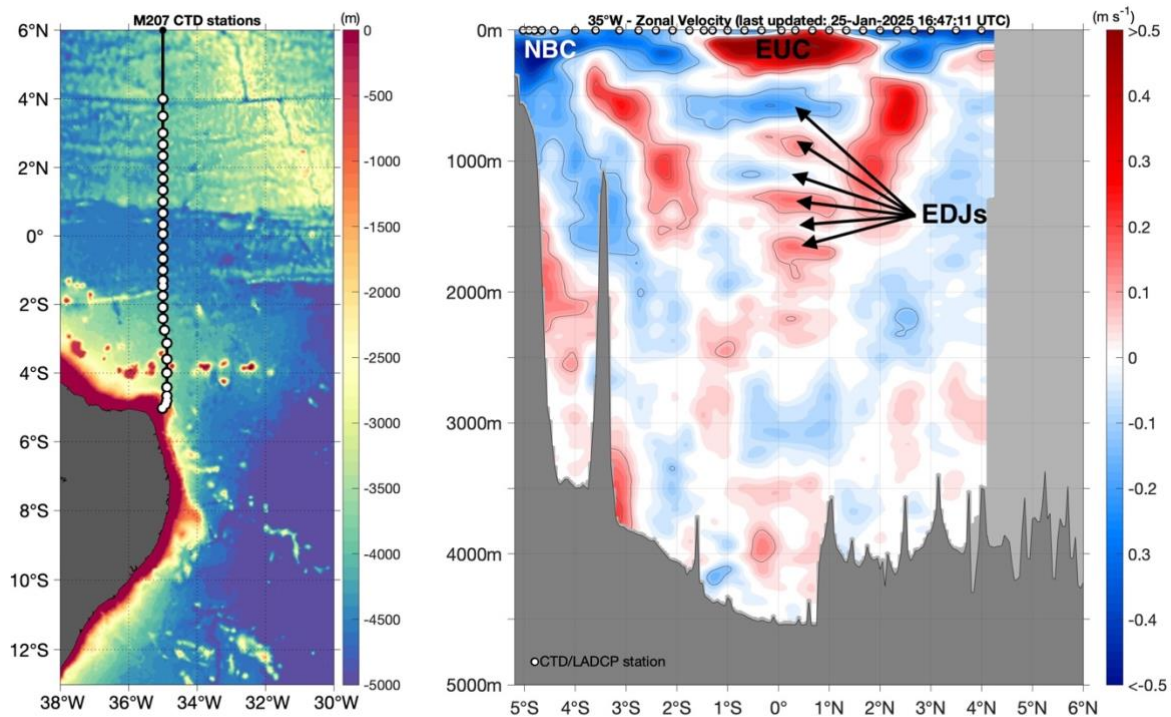 M207 CTD stations
(m)
6°N
4°N
2°N
0°
2°S
4°S
6°S
8°S
10°S
12°S
38°W
36°W
34°W
32°W
30°W
0
-500
-1000
-1500
-2000
-2500
-3000
-3500
-4000
-4500
-5000
35°W - Zonal Velocity (last updated: 25-Jan-2025 16:47:11 UTC)
(m s⁻¹)
0m
1000m
2000m
3000m
4000m
5000m
NBC
EUC
EDJs
CTD/LADCP station
5°S
4°S
3°S
2°S
1°S
0°
1°N
2°N
3°N
4°N
5°N
6°N
>0.5
0.4
0.3
0.2
0.1
0
-0.1
-0.2
0.3
0.4
<-0.5